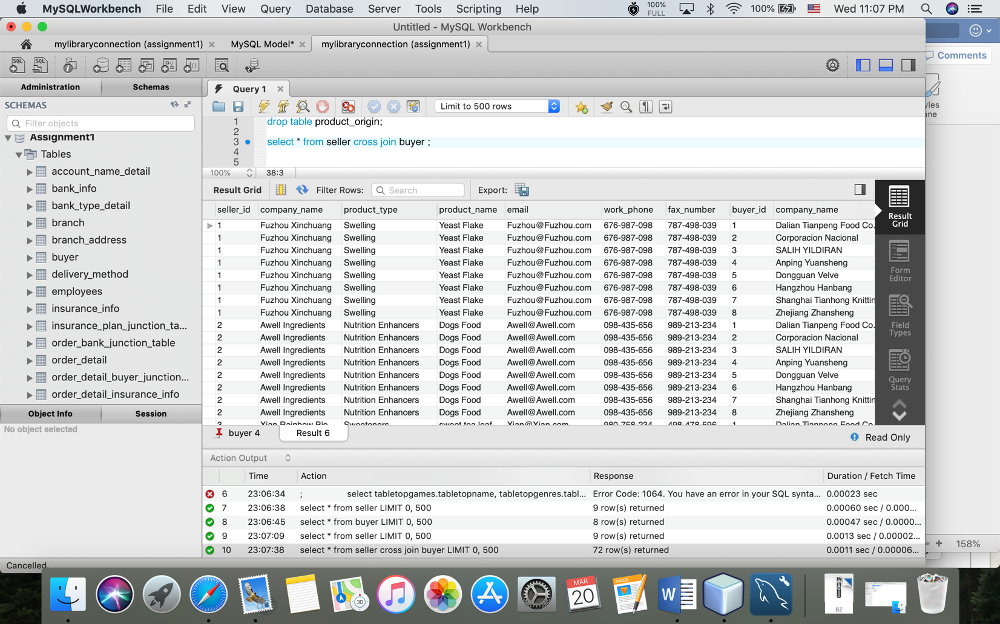 MySQLWorkbench File Edit View Query Database Server Tools Scripting Help 100% FULL 100% Wed 11:07 PM
Untitled - MySQL Workbench
mylibraryconnection (assignment1) MySQL Model* mylibraryconnection (assignment1)
Comments
Administration Schemas
Query 1
SCHEMAS
Limit to 500 rows
Filter objects
1 drop table product_origin;
2
3 select * from seller cross join buyer ;
4
5
100% 38:3
Assignment1
Tables
account_name_detail
bank_info
bank_type_detail
branch
branch_address
buyer
delivery_method
employees
insurance_info
insurance_plan_junction_ta...
order_bank_junction_table
order_detail
order_detail_buyer_junction...
order_detail_insurance_info
Object Info Session
No object selected
Result Grid Filter Rows: Search Export:
seller_id company_name product_type product_name email work_phone fax_number buyer_id company_name
1 Fuzhou Xinchuang Swelling Yeast Flake Fuzhou@Fuzhou.com 676-987-098 787-498-039 1 Dalian Tianpeng Food Co.
1 Fuzhou Xinchuang Swelling Yeast Flake Fuzhou@Fuzhou.com 676-987-098 787-498-039 2 Corporacion Nacional
1 Fuzhou Xinchuang Swelling Yeast Flake Fuzhou@Fuzhou.com 676-987-098 787-498-039 3 SALIH YILDIRAN
1 Fuzhou Xinchuang Swelling Yeast Flake Fuzhou@Fuzhou.com 676-987-098 787-498-039 4 Anping Yuansheng
1 Fuzhou Xinchuang Swelling Yeast Flake Fuzhou@Fuzhou.com 676-987-098 787-498-039 5 Dongguan Velve
1 Fuzhou Xinchuang Swelling Yeast Flake Fuzhou@Fuzhou.com 676-987-098 787-498-039 6 Hangzhou Hanbang
1 Fuzhou Xinchuang Swelling Yeast Flake Fuzhou@Fuzhou.com 676-987-098 787-498-039 7 Shanghai Tianhong Knittin
1 Fuzhou Xinchuang Swelling Yeast Flake Fuzhou@Fuzhou.com 676-987-098 787-498-039 8 Zhejiang Zhansheng
2 Awell Ingredients Nutrition Enhancers Dogs Food Awell@Awell.com 098-435-656 989-213-234 1 Dalian Tianpeng Food Co.
2 Awell Ingredients Nutrition Enhancers Dogs Food Awell@Awell.com 098-435-656 989-213-234 2 Corporacion Nacional
2 Awell Ingredients Nutrition Enhancers Dogs Food Awell@Awell.com 098-435-656 989-213-234 3 SALIH YILDIRAN
2 Awell Ingredients Nutrition Enhancers Dogs Food Awell@Awell.com 098-435-656 989-213-234 4 Anping Yuansheng
2 Awell Ingredients Nutrition Enhancers Dogs Food Awell@Awell.com 098-435-656 989-213-234 5 Dongguan Velve
2 Awell Ingredients Nutrition Enhancers Dogs Food Awell@Awell.com 098-435-656 989-213-234 6 Hangzhou Hanbang
2 Awell Ingredients Nutrition Enhancers Dogs Food Awell@Awell.com 098-435-656 989-213-234 7 Shanghai Tianhong Knittin
2 Awell Ingredients Nutrition Enhancers Dogs Food Awell@Awell.com 098-435-656 989-213-234 8 Zhejiang Zhansheng
Result
Grid
Form
Editor
Field
Types
Query
Stats
buyer 4 Result 6 Read Only
Action Output
Time Action Response Duration / Fetch Time
6 23:06:34 ; select tabletopgames.tabletopname, tabletopgenres.tabl... Error Code: 1064. You have an error in your SQL synta... 0.00023 sec
7 23:06:38 select * from seller LIMIT 0, 500 9 row(s) returned 0.00060 sec / 0.000...
8 23:06:45 select * from buyer LIMIT 0, 500 8 row(s) returned 0.00047 sec / 0.0000...
9 23:07:09 select * from seller LIMIT 0, 500 9 row(s) returned 0.0013 sec / 0.00002...
10 23:07:38 select * from seller cross join buyer LIMIT 0, 500 72 row(s) returned 0.0011 sec / 0.00006...
158%
Cancelled.
MAR
20
PAGES
3D
W
BZ